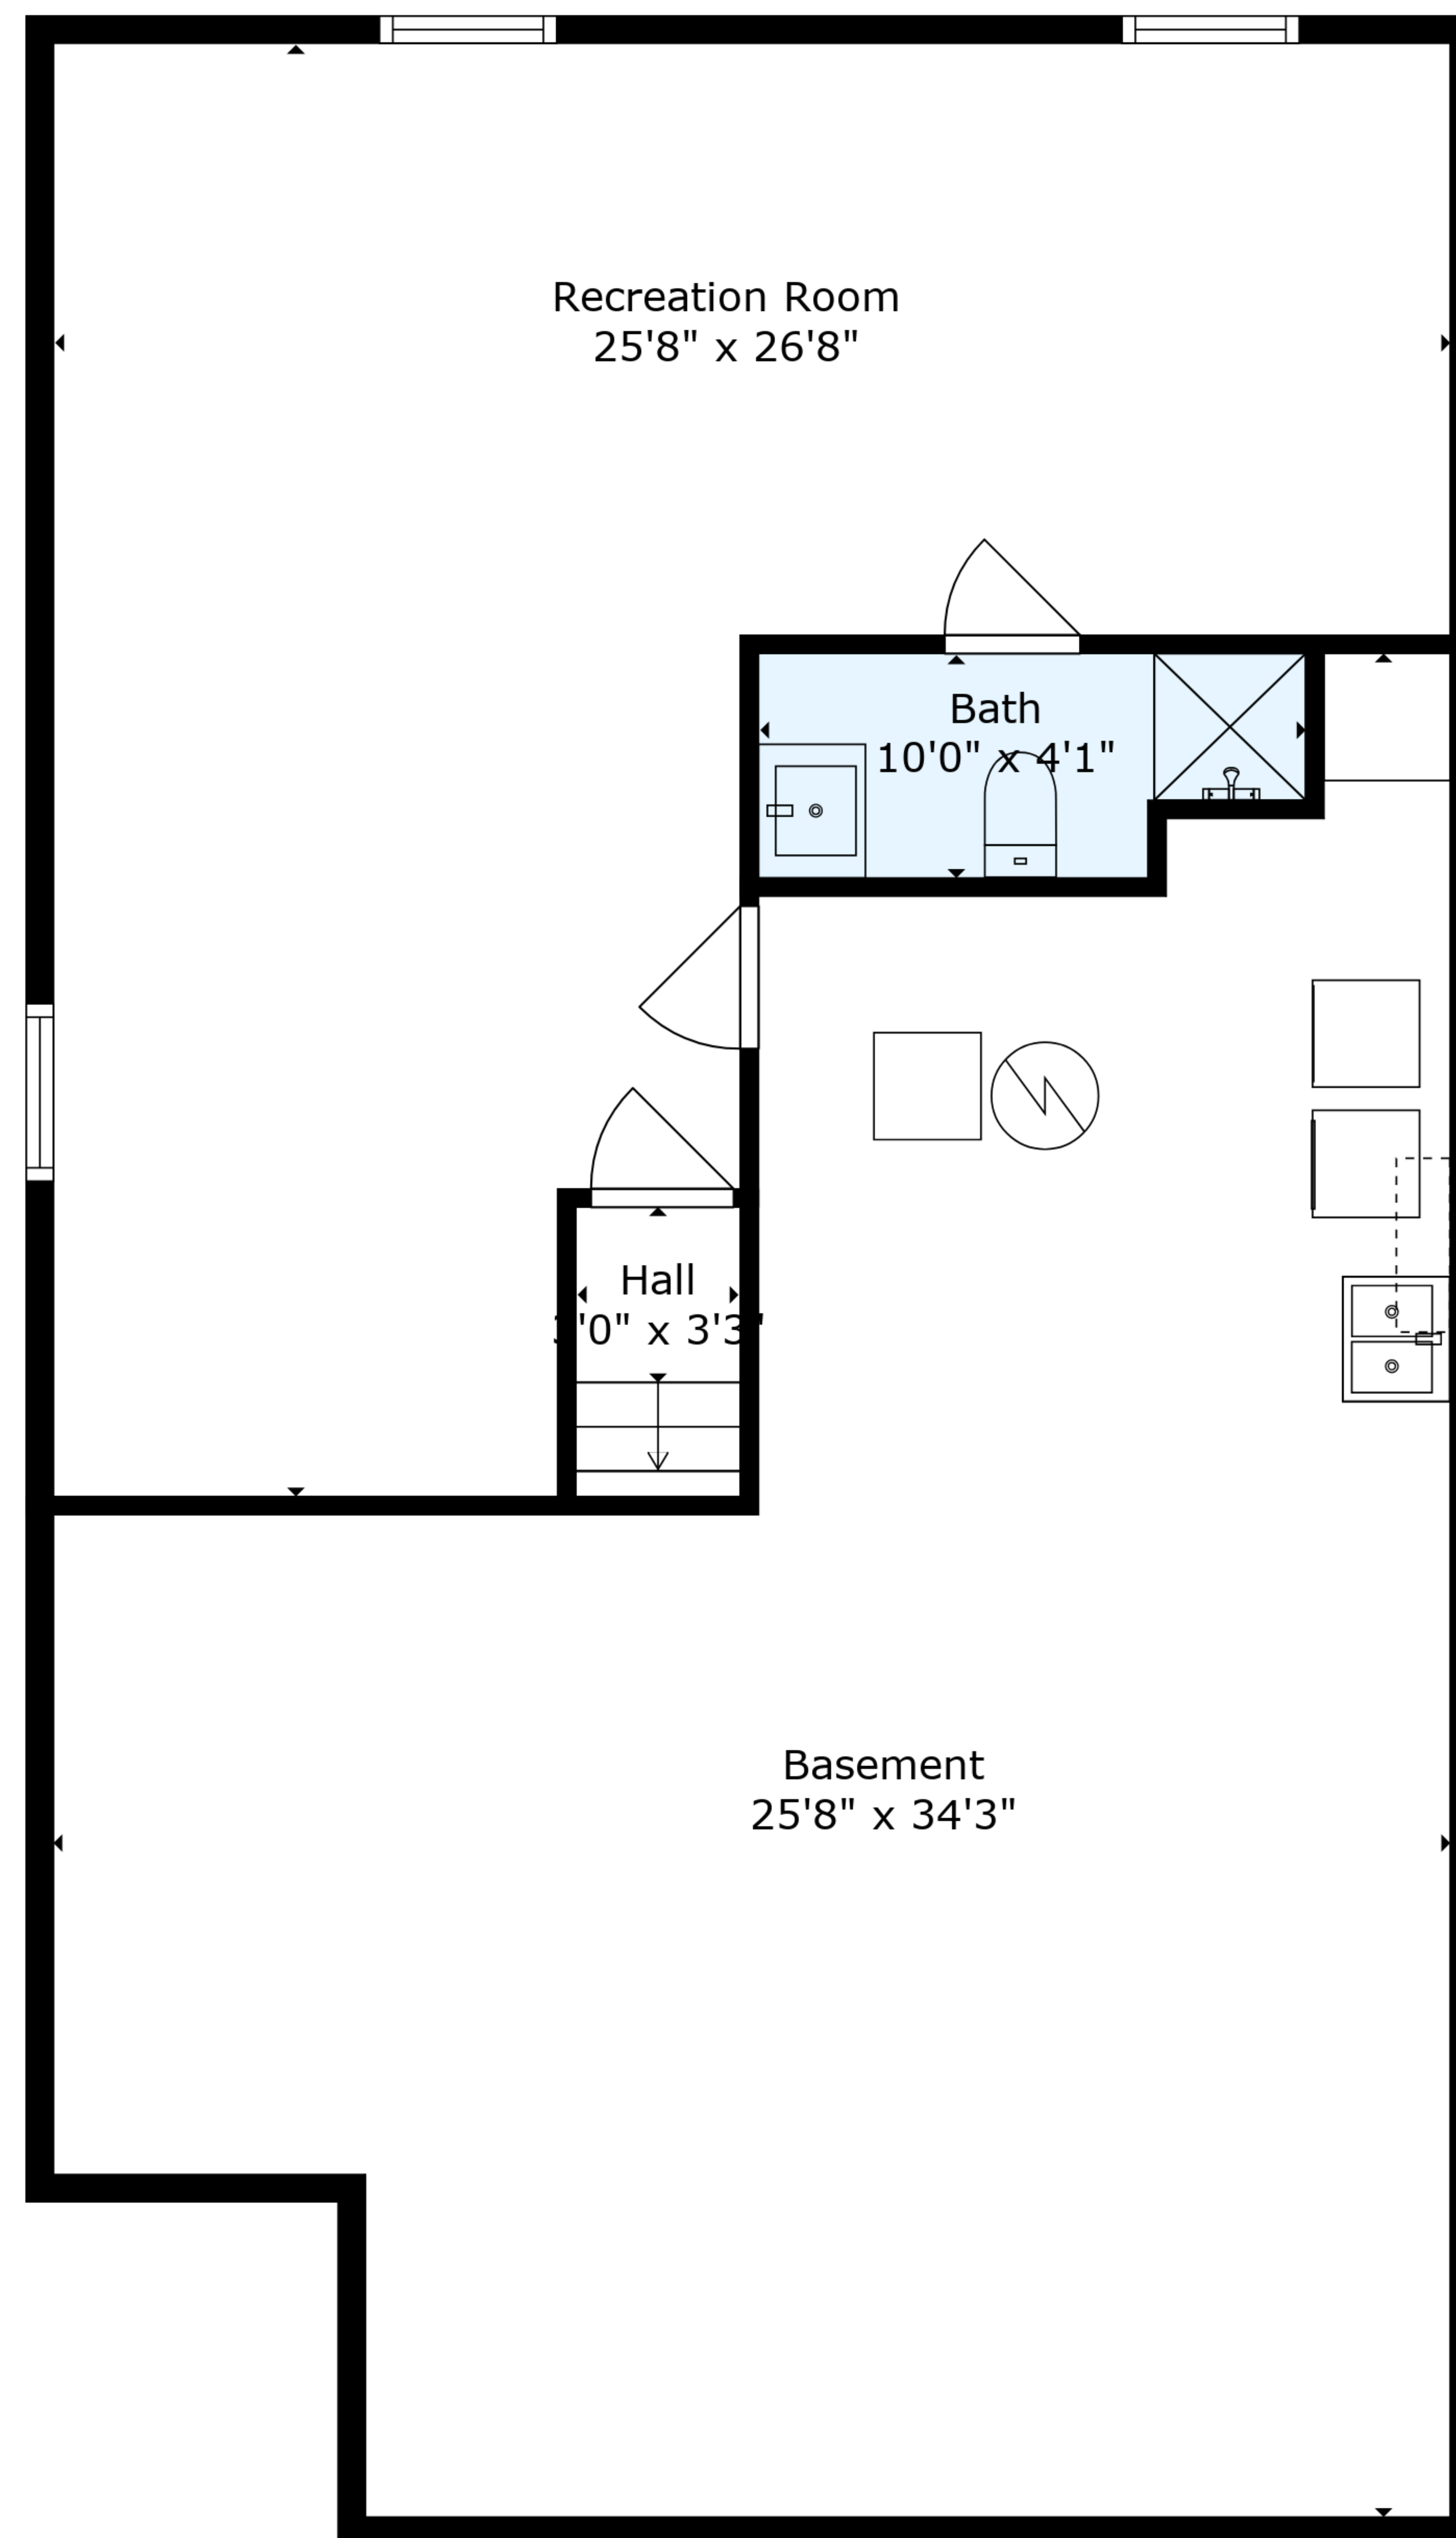 Recreation Room
25'8" x 26'8"
Bath
10'0" x 4'1"
Hall
3'0" x 3'3"
Basement
25'8" x 34'3"